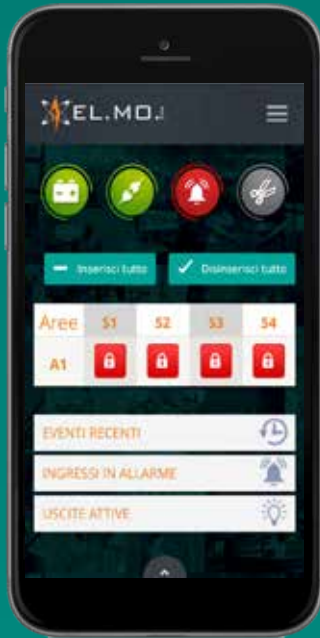 EL.MO.
Inserisci tutto
Disinserisci tutto
Aree S1 S2 S3 S4
A1
EVENTI RECENTI
INGRESSI IN ALLARME
USCITE ATTIVE